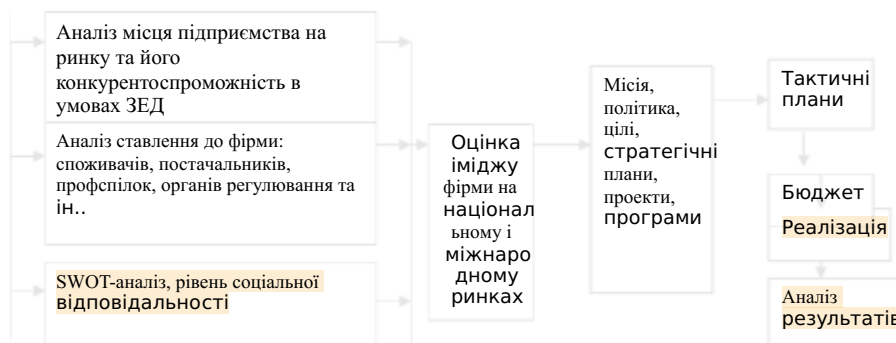 Аналіз місця підприємства на
ринку та його
конкурентоспроможність в
умовах ЗЕД
Аналіз ставлення до фірми:
споживачів, постачальників,
профспілок, органів регулювання та
ін..
SWOT-аналіз, рівень соціальної
відповідальності
Оцінка
іміджу
фірми на
націонал
ьному і
міжнаро
дному
ринках
Місія,
політика,
цілі,
стратегічні
плани,
проекти,
програми
Тактичні
плани
Бюджет
Реалізація
Аналіз
результатів